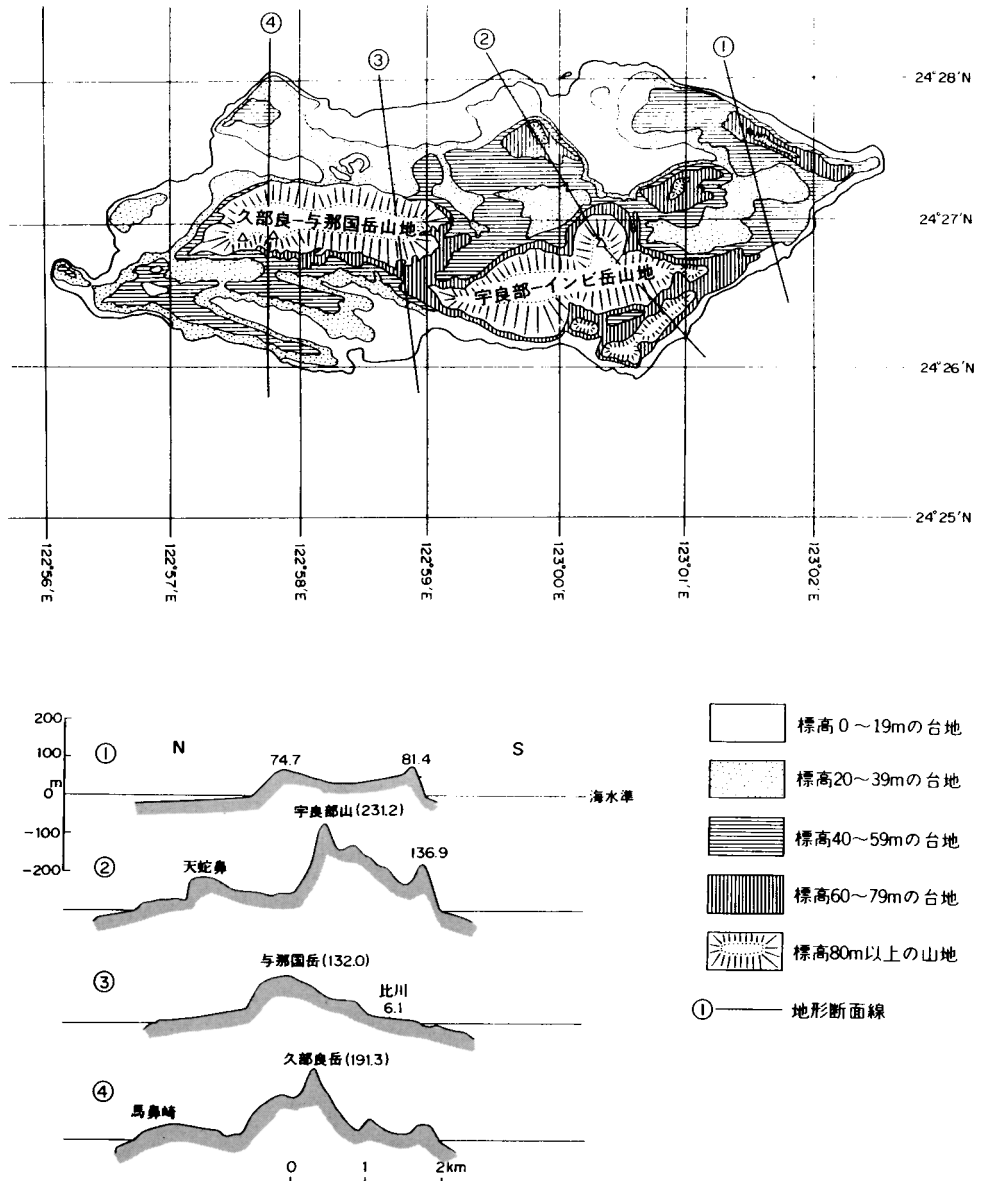 ④
③
②
①
24°28′N
24°27′N
24°26′N
24°25′N
久部良−与那国岳山地
宇良部−インビ岳山地
122°56′E
122°57′E
122°58′E
122°59′E
123°00′E
123°01′E
123°02′E
200
100
0
m
-100
-200
① N S
74.7
81.4
海水準
② 宇良部山(231.2)
天蛇鼻
136.9
③ 与那国岳(132.0)
比川
6.1
④ 久部良岳(191.3)
馬鼻崎
0 1 2km
標高0〜19mの台地
標高20〜39mの台地
標高40〜59mの台地
標高60〜79mの台地
標高80m以上の山地
① 地形断面線